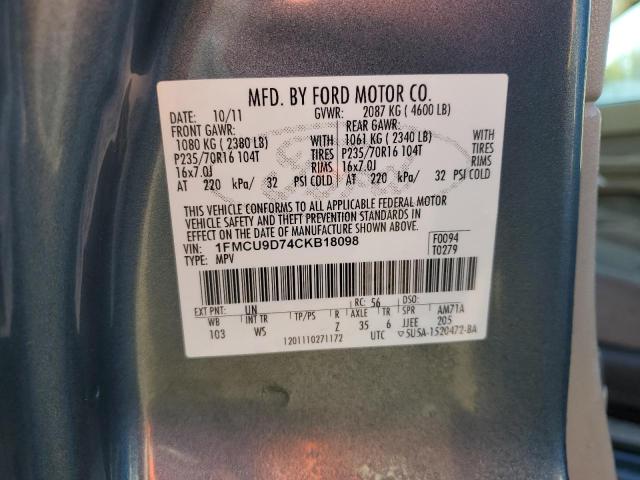 MFD. BY FORD MOTOR CO.
DATE: 10/11 GVWR: 2087 KG ( 4600 LB)
FRONT GAWR: REAR GAWR:
1080 KG ( 2380 LB) WITH 1061 KG ( 2340 LB) WITH
P235/70R16 104T TIRES P235/70R16 104T TIRES
16x7.0J RIMS 16x7.0J RIMS
AT 220 kPa/ 32 PSI COLD AT 220 kPa/ 32 PSI COLD
THIS VEHICLE CONFORMS TO ALL APPLICABLE FEDERAL MOTOR
VEHICLE SAFETY AND THEFT PREVENTION STANDARDS IN
EFFECT ON THE DATE OF MANUFACTURE SHOWN ABOVE.
VIN: 1FMCU9D74CKB18098 F0094
TYPE: MPV T0279
EXT PNT: UN RC: 56 DSO:
WB INT TR TP/PS R AXLE TR SPR AM71A
103 WS Z 35 6 JJEE 205
1201110271172 UTC 5U5A-1520472-BA